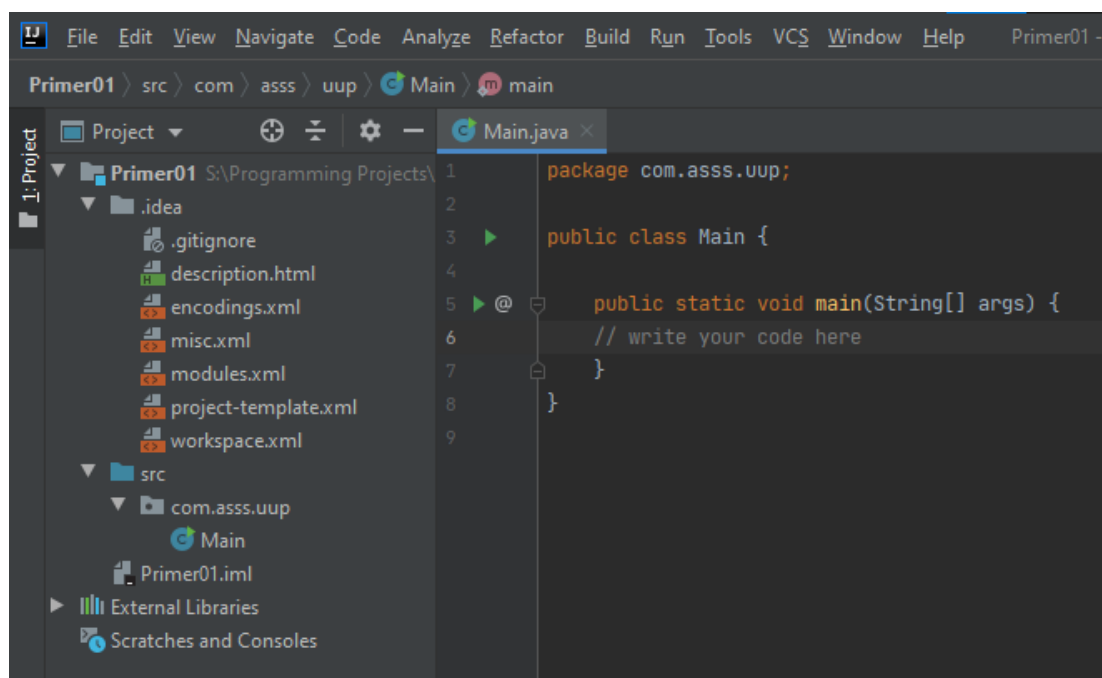 IJ File Edit View Navigate Code Analyze Refactor Build Run Tools VCS Window Help Primer01 -
Primer01 src com asss uup Main m main
1: Project
Project
Primer01 S:\Programming Projects\
.idea
.gitignore
description.html
encodings.xml
misc.xml
modules.xml
project-template.xml
workspace.xml
src
com.asss.uup
Main
Primer01.iml
External Libraries
Scratches and Consoles
Main.java
1 package com.asss.uup;
2
3 public class Main {
4
5 @ public static void main(String[] args) {
6 // write your code here
7 }
8 }
9